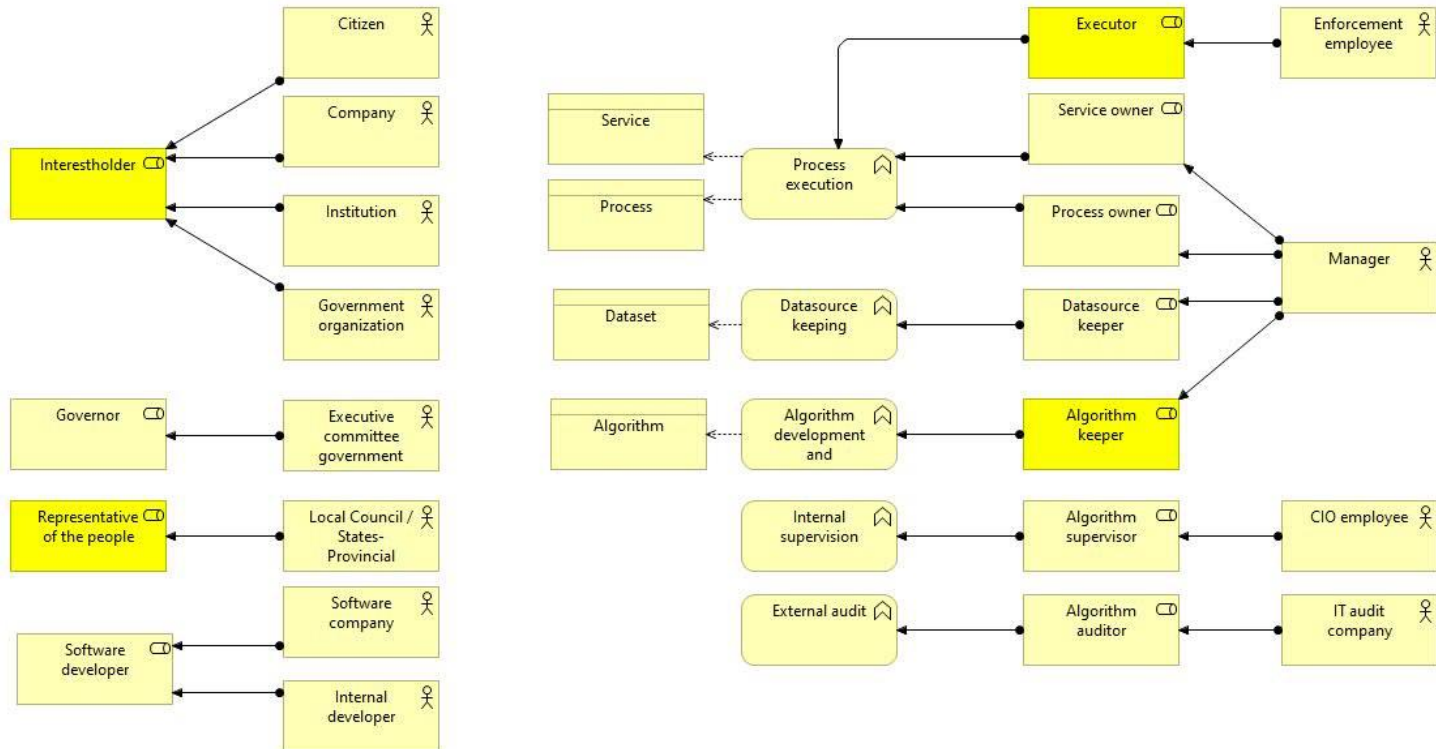 Citizen
Company
Interestholder
Institution
Government
organization
Governor
Executive
committee
government
Representative
of the people
Local Council /
States-
Provincial
Software
company
Software
developer
Internal
developer
Executor
Enforcement
employee
Service
Service owner
Process
execution
Process
Process owner
Manager
Dataset
Datasource
keeping
Datasource
keeper
Algorithm
Algorithm
development
and
Algorithm
keeper
Internal
supervision
Algorithm
supervisor
CIO employee
External audit
Algorithm
auditor
IT audit
company